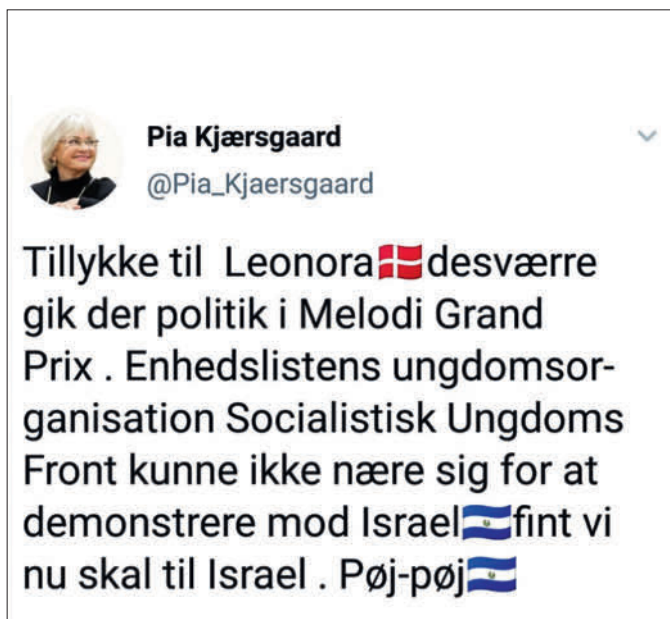 Pia Kjærsgaard
@Pia_Kjaersgaard
Tillykke til Leonora🇩🇰desværre
gik der politik i Melodi Grand
Prix . Enhedslistens ungdomsor-
ganisation Socialistisk Ungdoms
Front kunne ikke nære sig for at
demonstrere mod Israel🇸🇻fint vi
nu skal til Israel . Pøj-pøj🇸🇻